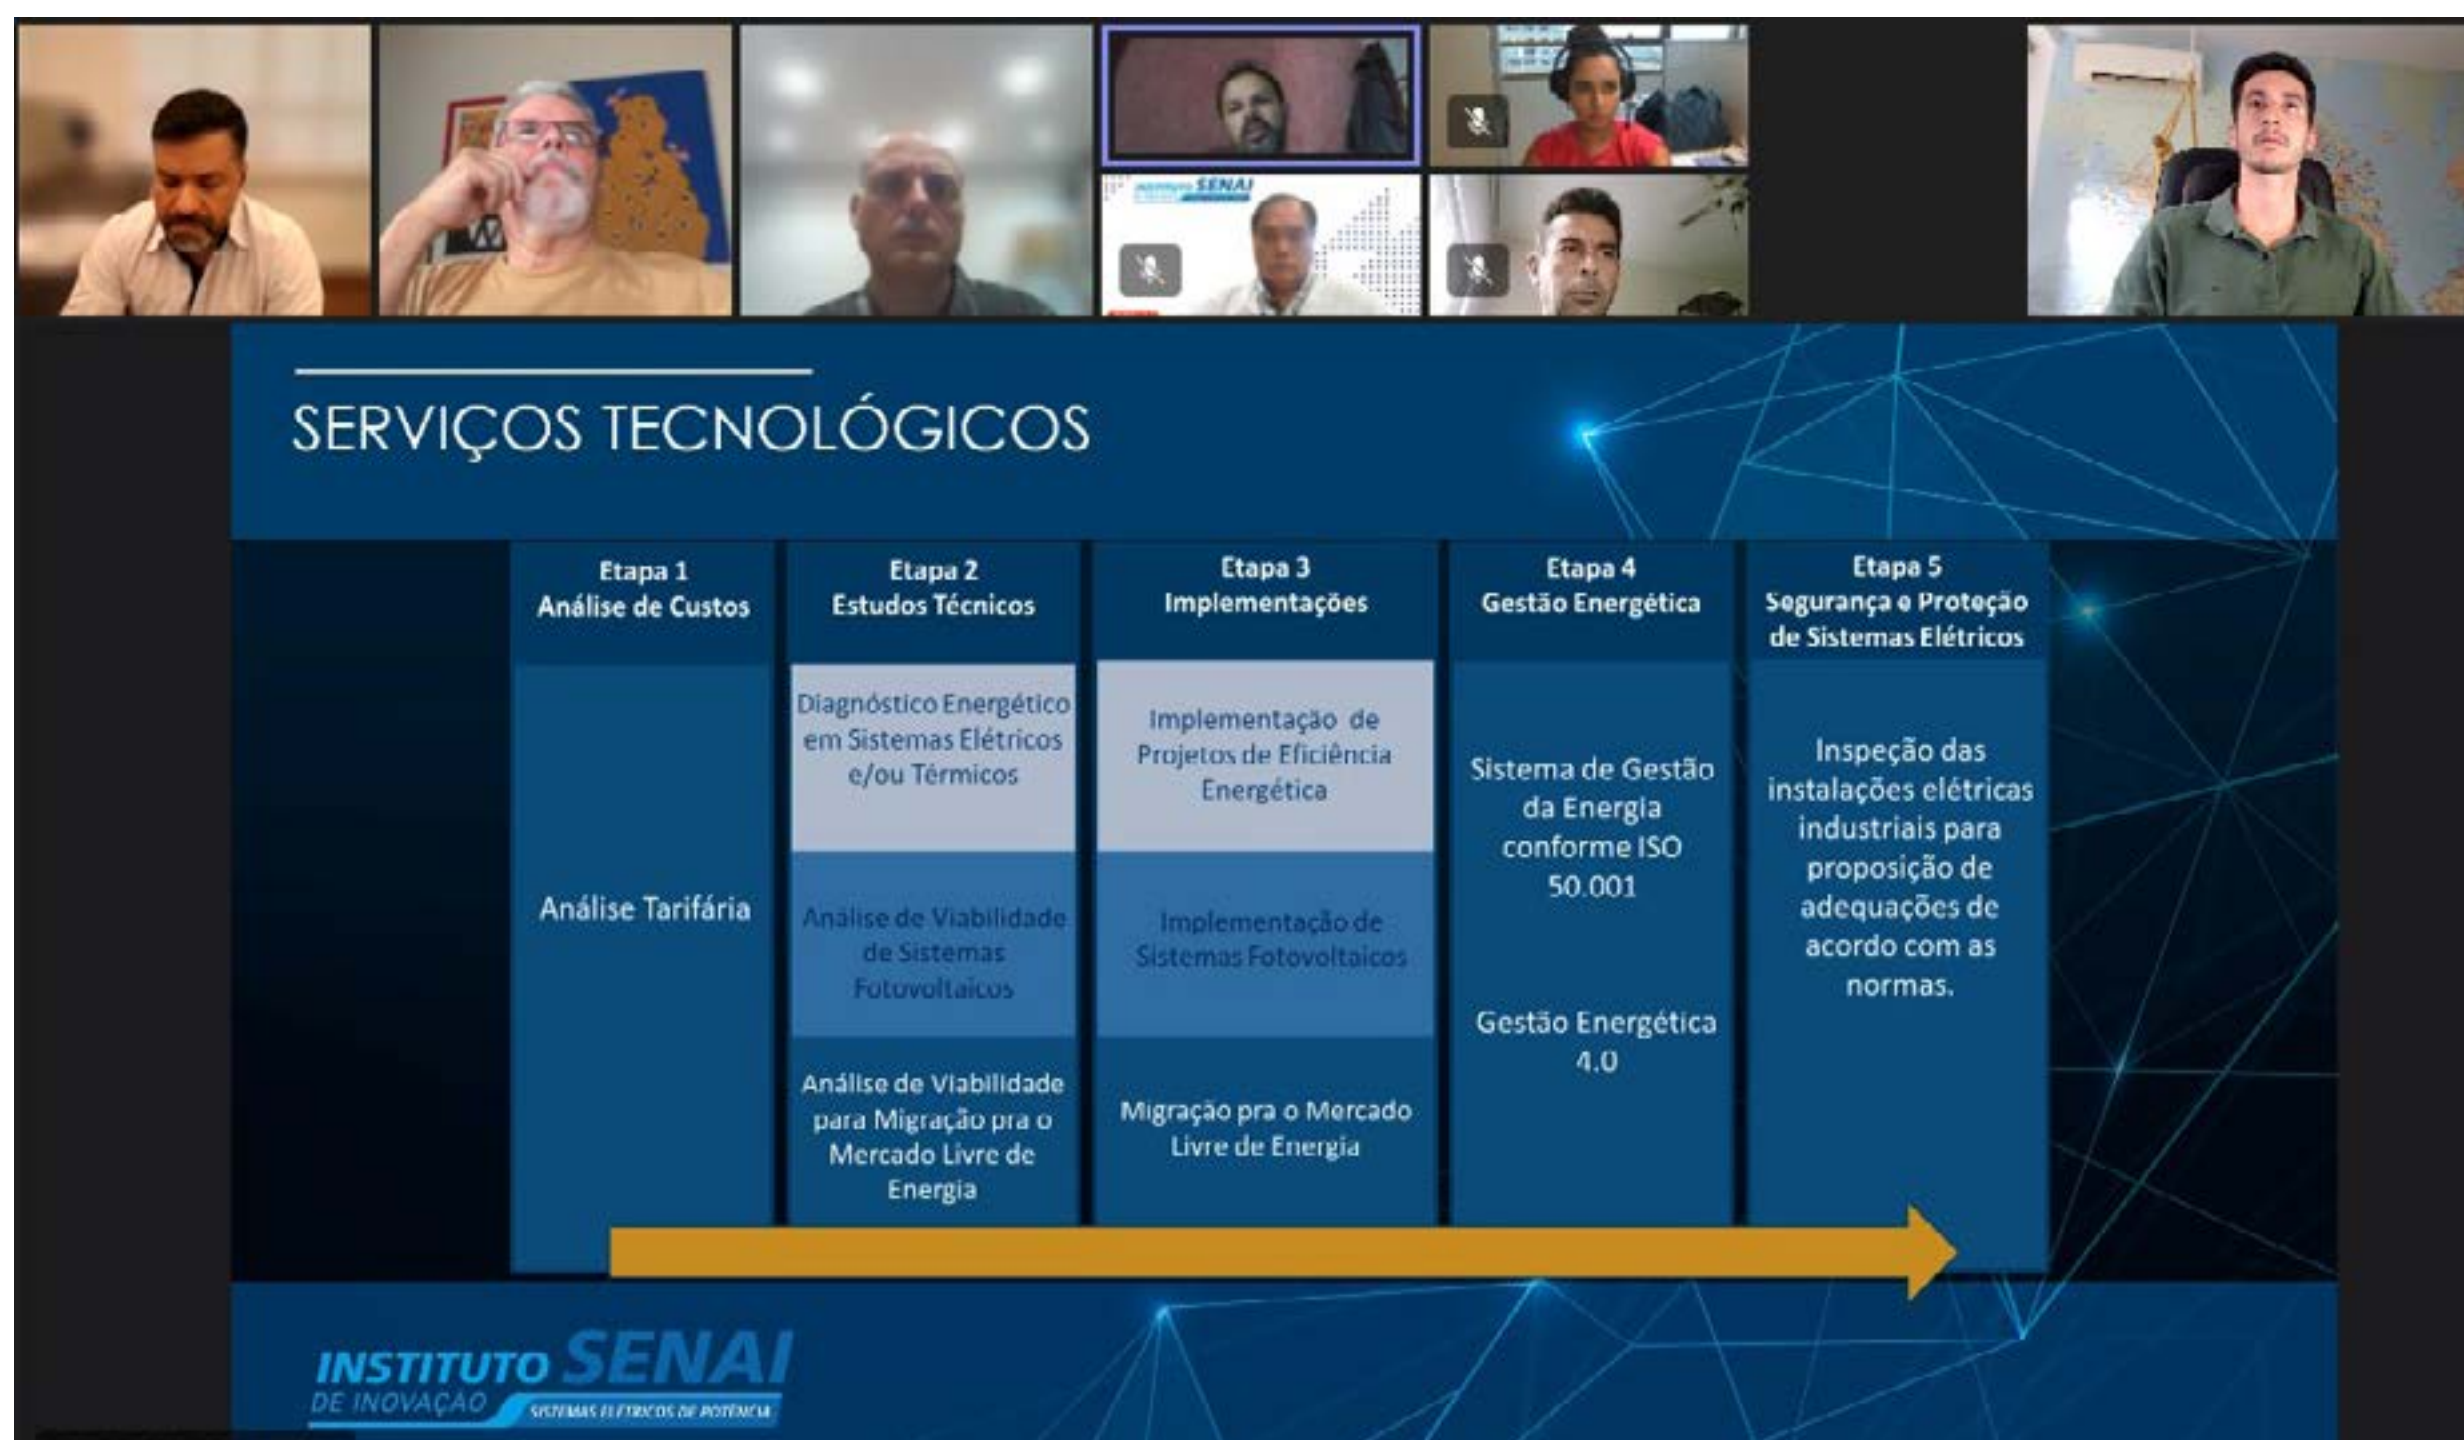 INSTITUTO SENAI
SERVIÇOS TECNOLÓGICOS
Etapa 1
Análise de Custos
Análise Tarifária
Etapa 2
Estudos Técnicos
Diagnóstico Energético
em Sistemas Elétricos
e/ou Térmicos
Análise de Viabilidade
de Sistemas
Fotovoltaicos
Análise de Viabilidade
para Migração pra o
Mercado Livre de
Energia
Etapa 3
Implementações
Implementação de
Projetos de Eficiência
Energética
Implementação de
Sistemas Fotovoltaicos
Migração pra o Mercado
Livre de Energia
Etapa 4
Gestão Energética
Sistema de Gestão
da Energia
conforme ISO
50.001
Gestão Energética
4.0
Etapa 5
Segurança e Proteção
de Sistemas Elétricos
Inspeção das
instalações elétricas
industriais para
proposição de
adequações de
acordo com as
normas.
INSTITUTO SENAI
DE INOVAÇÃO
SISTEMAS ELÉTRICOS DE POTÊNCIA